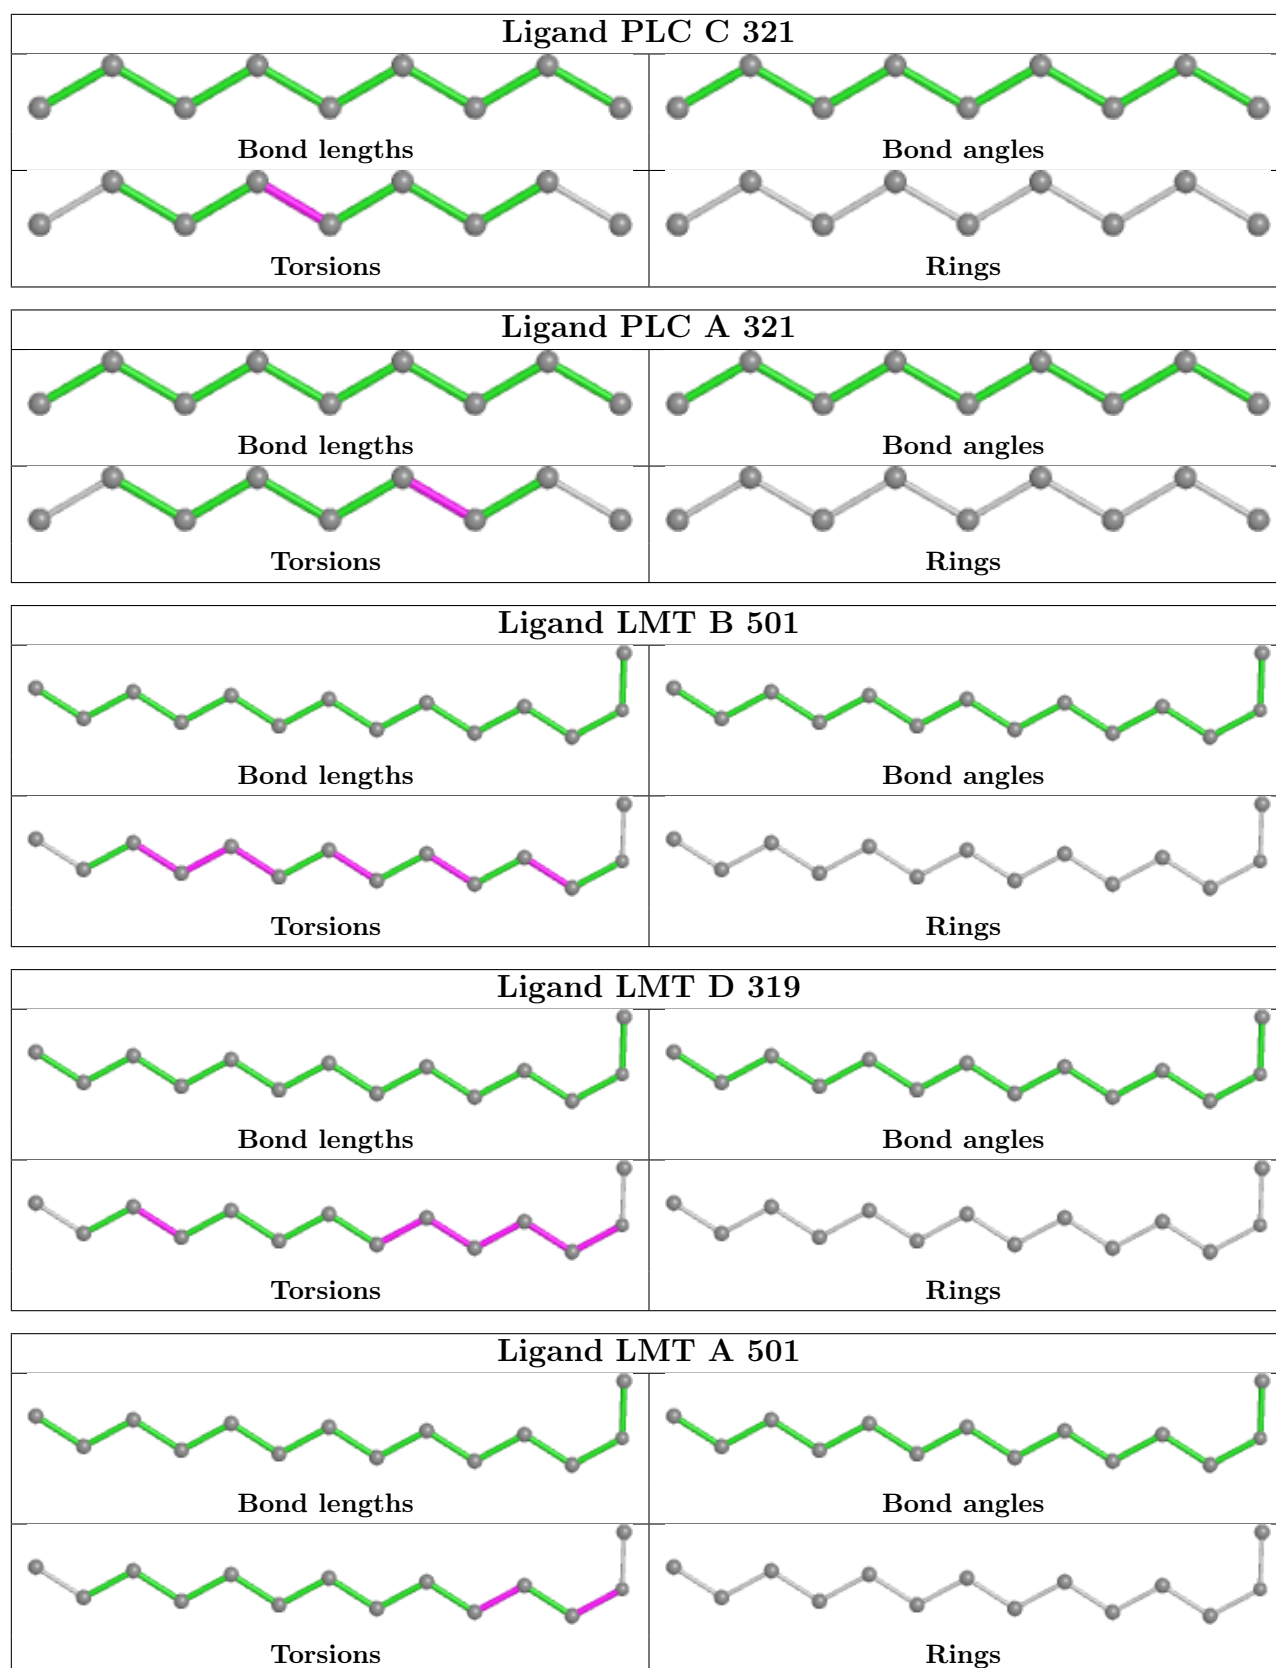 Ligand PLC C 321
Bond lengths Bond angles
Torsions Rings
Ligand PLC A 321
Bond lengths Bond angles
Torsions Rings
Ligand LMT B 501
Bond lengths Bond angles
Torsions Rings
Ligand LMT D 319
Bond lengths Bond angles
Torsions Rings
Ligand LMT A 501
Bond lengths Bond angles
Torsions Rings